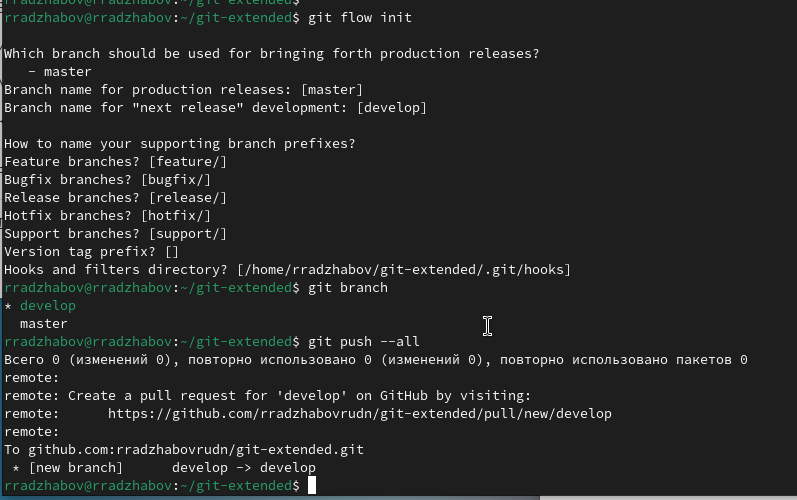 rradzhabov@rradzhabov:~/git-extended$
rradzhabov@rradzhabov:~/git-extended$ git flow init
Which branch should be used for bringing forth production releases?
   - master
Branch name for production releases: [master]
Branch name for "next release" development: [develop]
How to name your supporting branch prefixes?
Feature branches? [feature/]
Bugfix branches? [bugfix/]
Release branches? [release/]
Hotfix branches? [hotfix/]
Support branches? [support/]
Version tag prefix? []
Hooks and filters directory? [/home/rradzhabov/git-extended/.git/hooks]
rradzhabov@rradzhabov:~/git-extended$ git branch
* develop
  master
rradzhabov@rradzhabov:~/git-extended$ git push --all
Всего 0 (изменений 0), повторно использовано 0 (изменений 0), повторно использовано пакетов 0
remote:
remote: Create a pull request for 'develop' on GitHub by visiting:
remote:      https://github.com/rradzhabovrudn/git-extended/pull/new/develop
remote:
To github.com:rradzhabovrudn/git-extended.git
 * [new branch]      develop -> develop
rradzhabov@rradzhabov:~/git-extended$